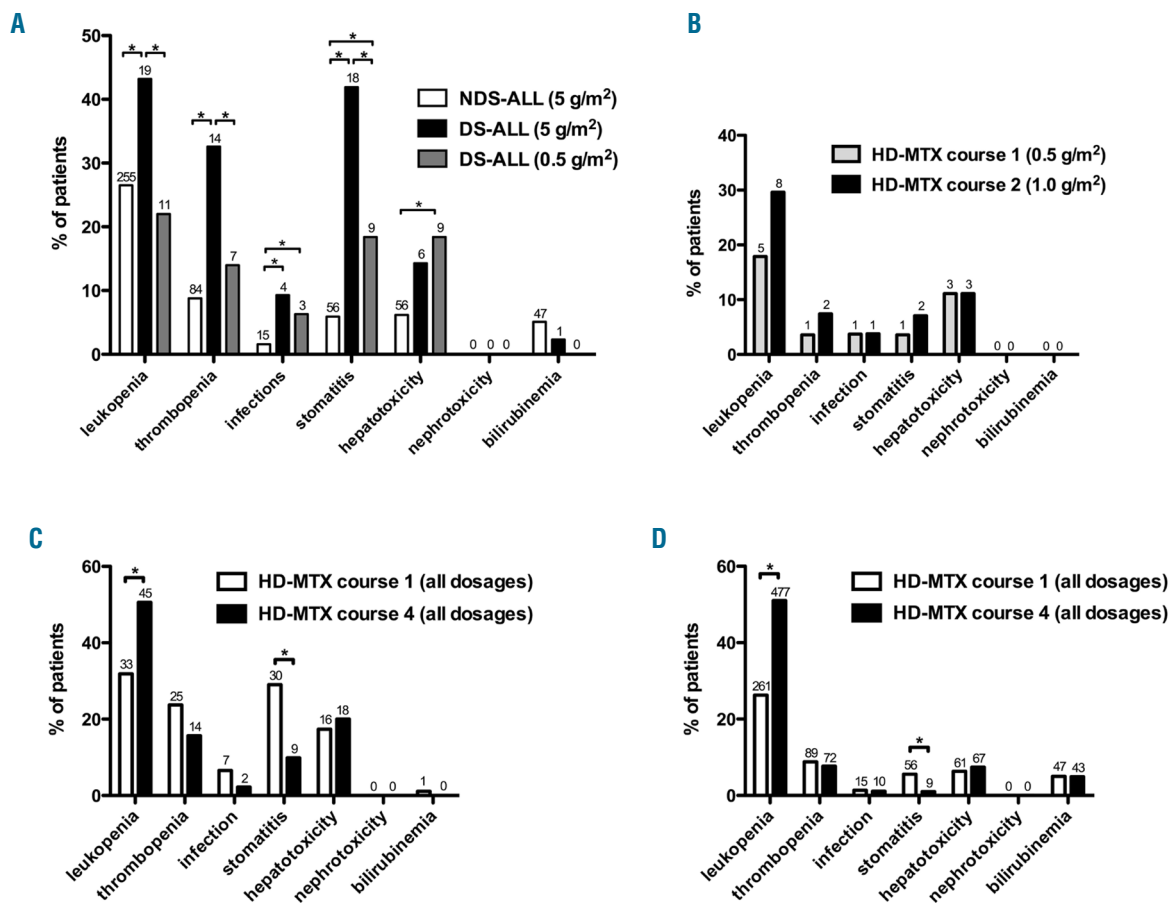 A
% of patients
50
40
30
20
10
0
* *
* *
* *
*
* *
*
*
NDS-ALL (5 g/m²)
DS-ALL (5 g/m²)
DS-ALL (0.5 g/m²)
255 19 11
84 14 7
15 4 3
56 18 9
56 6 9
0 0 0
47 1 0
leukopenia
thrombopenia
infections
stomatitis
hepatotoxicity
nephrotoxicity
bilirubinemia
B
% of patients
40
30
20
10
0
HD-MTX course 1 (0.5 g/m²)
HD-MTX course 2 (1.0 g/m²)
5 8
1 2
1 1
1 2
3 3
0 0
0 0
leukopenia
thrombopenia
infection
stomatitis
hepatotoxicity
nephrotoxicity
bilirubinemia
C
% of patients
60
40
20
0
*
*
HD-MTX course 1 (all dosages)
HD-MTX course 4 (all dosages)
33 45
25 14
7 2
30 9
16 18
0 0
1 0
leukopenia
thrombopenia
infection
stomatitis
hepatotoxicity
nephrotoxicity
bilirubinemia
D
% of patients
60
40
20
0
*
*
HD-MTX course 1 (all dosages)
HD-MTX course 4 (all dosages)
261 477
89 72
15 10
56 9
61 67
0 0
47 43
leukopenia
thrombopenia
infection
stomatitis
hepatotoxicity
nephrotoxicity
bilirubinemia